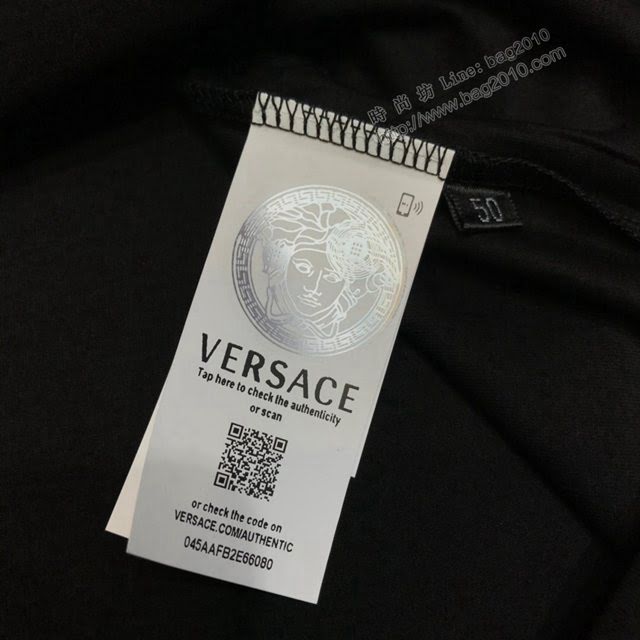 時尚坊 Line: bag2010
http://www.bag2010.com/
50
VERSACE
Tap here to check the authenticity
or scan
or check the code on
VERSACE.COM/AUTHENTIC
045AAFB2E66080